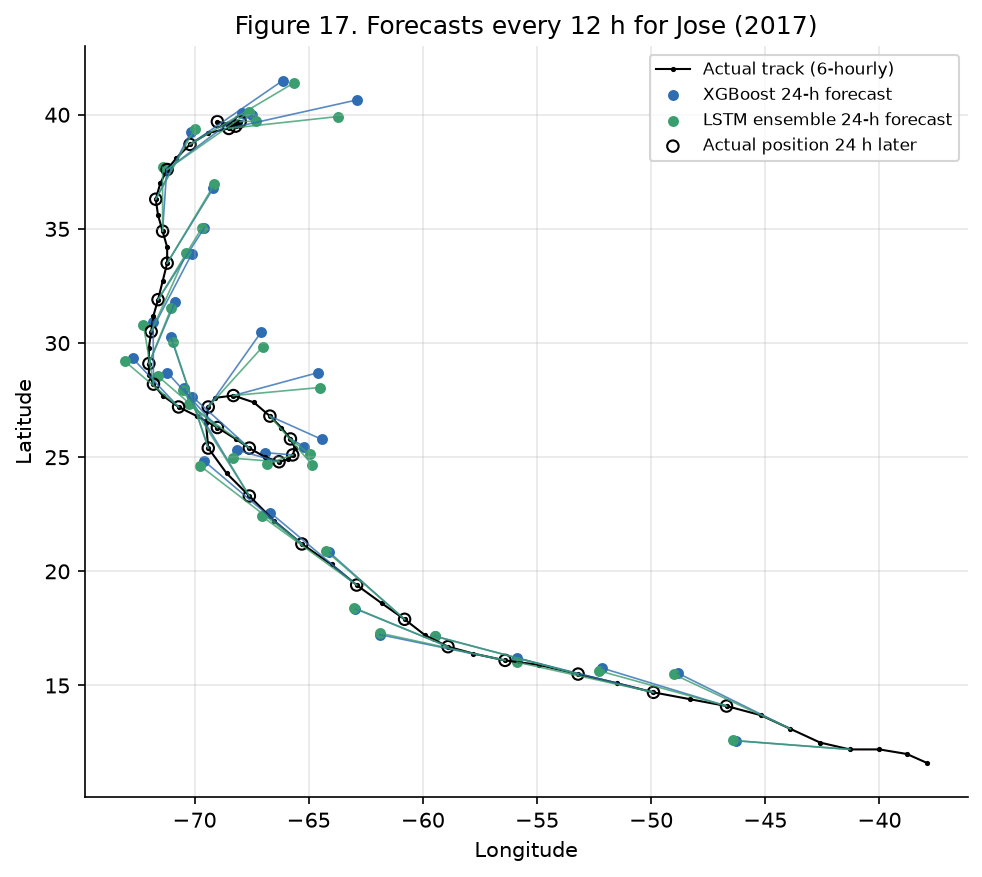 Figure 17. Forecasts every 12 h for Jose (2017)
Actual track (6-hourly)
XGBoost 24-h forecast
LSTM ensemble 24-h forecast
Actual position 24 h later
40
35
30
25
20
15
Latitude
−70 −65 −60 −55 −50 −45 −40
Longitude